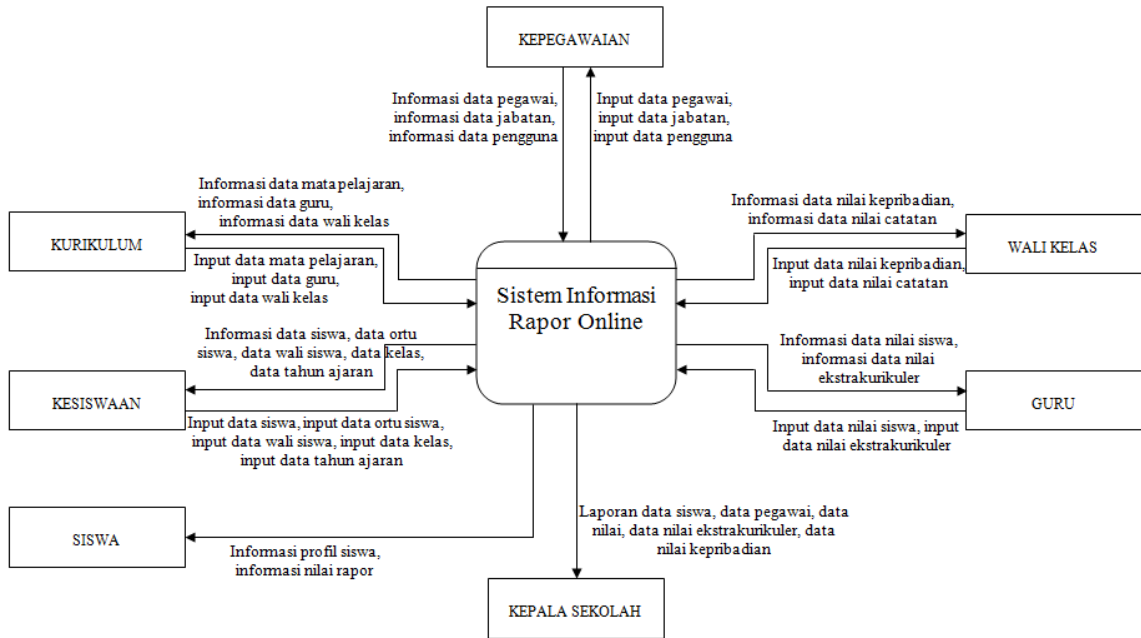 KEPEGAWAIAN
Informasi data pegawai,
informasi data jabatan,
informasi data pengguna
Input data pegawai,
input data jabatan,
input data pengguna
Informasi data mata pelajaran,
informasi data guru,
informasi data wali kelas
KURIKULUM
Input data mata pelajaran,
input data guru,
input data wali kelas
Informasi data nilai kepribadian,
informasi data nilai catatan
WALI KELAS
Input data nilai kepribadian,
input data nilai catatan
Sistem Informasi
Rapor Online
Informasi data siswa, data ortu
siswa, data wali siswa, data kelas,
data tahun ajaran
KESISWAAN
Input data siswa, input data ortu siswa,
input data wali siswa, input data kelas,
input data tahun ajaran
Informasi data nilai siswa,
informasi data nilai
ekstrakurikuler
GURU
Input data nilai siswa, input
data nilai ekstrakurikuler
SISWA
Informasi profil siswa,
informasi nilai rapor
Laporan data siswa, data pegawai, data
nilai, data nilai ekstrakurikuler, data
nilai kepribadian
KEPALA SEKOLAH